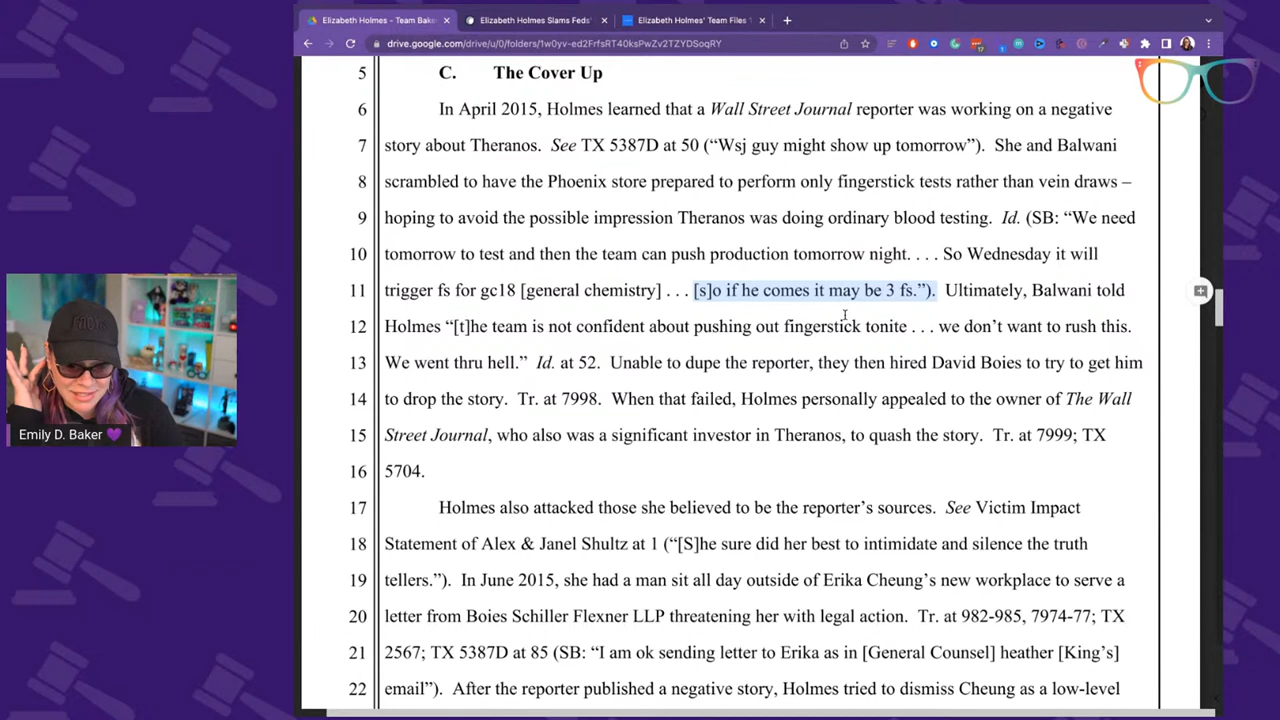 Elizabeth Holmes - Team Bake
Elizabeth Holmes Slams Feds'
Elizabeth Holmes' Team Files
drive.google.com/drive/u/0/folders/1w0yv-ed2FrfsRT40ksPwZv2TZYDSoqRY
5 C. The Cover Up
6 In April 2015, Holmes learned that a Wall Street Journal reporter was working on a negative
7 story about Theranos. See TX 5387D at 50 (“Wsj guy might show up tomorrow”). She and Balwani
8 scrambled to have the Phoenix store prepared to perform only fingerstick tests rather than vein draws –
9 hoping to avoid the possible impression Theranos was doing ordinary blood testing. Id. (SB: “We need
10 tomorrow to test and then the team can push production tomorrow night. . . . So Wednesday it will
11 trigger fs for gc18 [general chemistry] . . . [s]o if he comes it may be 3 fs.”). Ultimately, Balwani told
12 Holmes “[t]he team is not confident about pushing out fingerstick tonite . . . we don’t want to rush this.
13 We went thru hell.” Id. at 52. Unable to dupe the reporter, they then hired David Boies to try to get him
14 to drop the story. Tr. at 7998. When that failed, Holmes personally appealed to the owner of The Wall
15 Street Journal, who also was a significant investor in Theranos, to quash the story. Tr. at 7999; TX
16 5704.
17 Holmes also attacked those she believed to be the reporter’s sources. See Victim Impact
18 Statement of Alex & Janel Shultz at 1 (“[S]he sure did her best to intimidate and silence the truth
19 tellers.”). In June 2015, she had a man sit all day outside of Erika Cheung’s new workplace to serve a
20 letter from Boies Schiller Flexner LLP threatening her with legal action. Tr. at 982-985, 7974-77; TX
21 2567; TX 5387D at 85 (SB: “I am ok sending letter to Erika as in [General Counsel] heather [King’s]
22 email”). After the reporter published a negative story, Holmes tried to dismiss Cheung as a low-level
FACTS
Emily D. Baker 💜